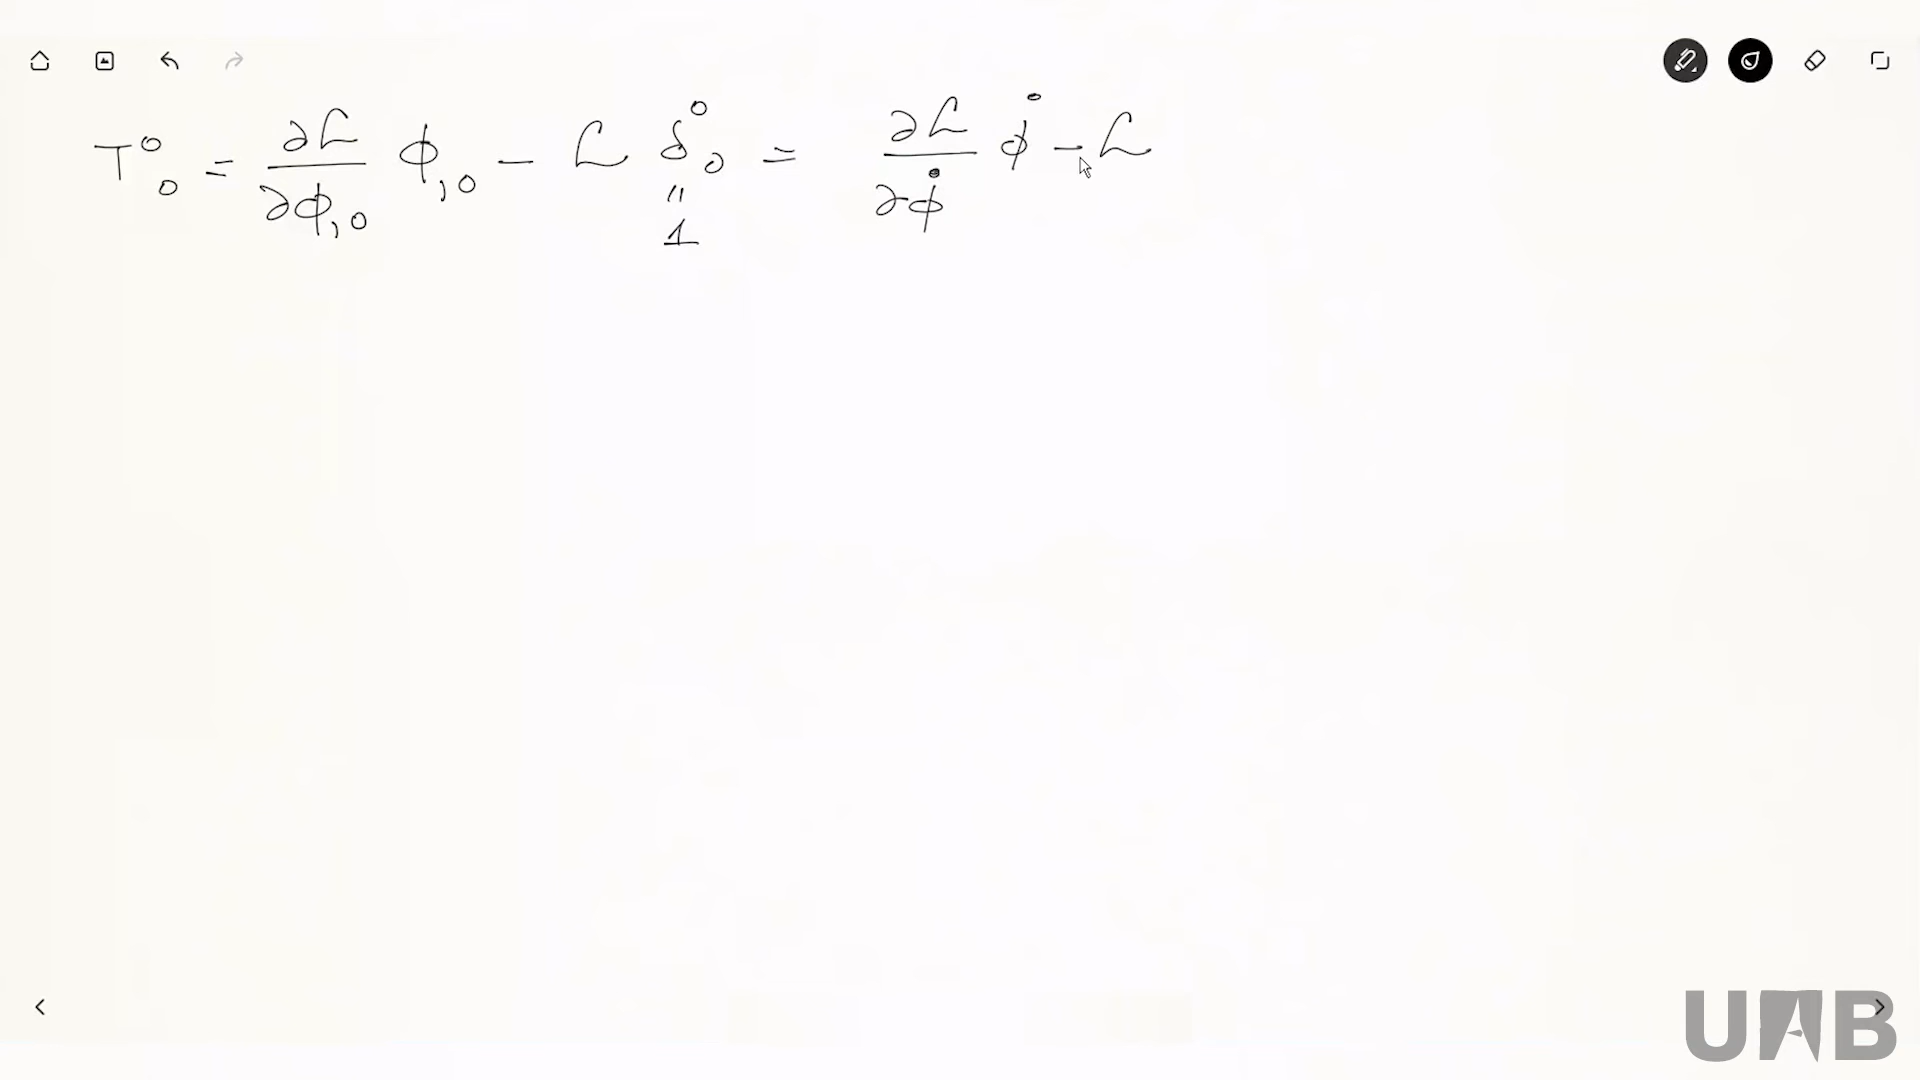 T⁰₀ = ∂ℒ/∂ϕ,₀ ϕ,₀ − ℒ δ⁰₀ = ∂ℒ/∂ϕ̇ ϕ̇ − ℒ
"
1
UAB